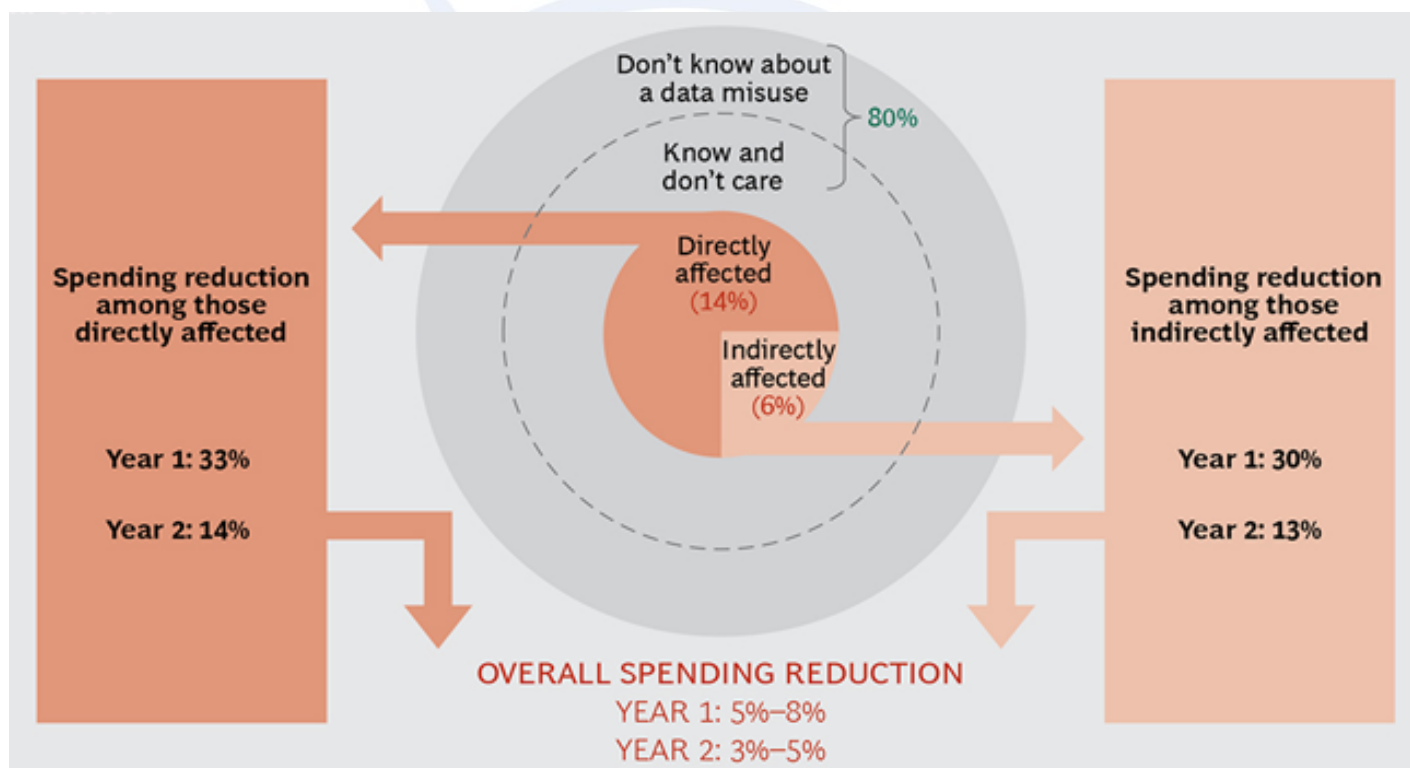 Don't know about
a data misuse
80%
Know and
don't care
Directly
affected
(14%)
Indirectly
affected
(6%)
Spending reduction
among those
directly affected
Year 1: 33%
Year 2: 14%
Spending reduction
among those
indirectly affected
Year 1: 30%
Year 2: 13%
OVERALL SPENDING REDUCTION
YEAR 1: 5%–8%
YEAR 2: 3%–5%